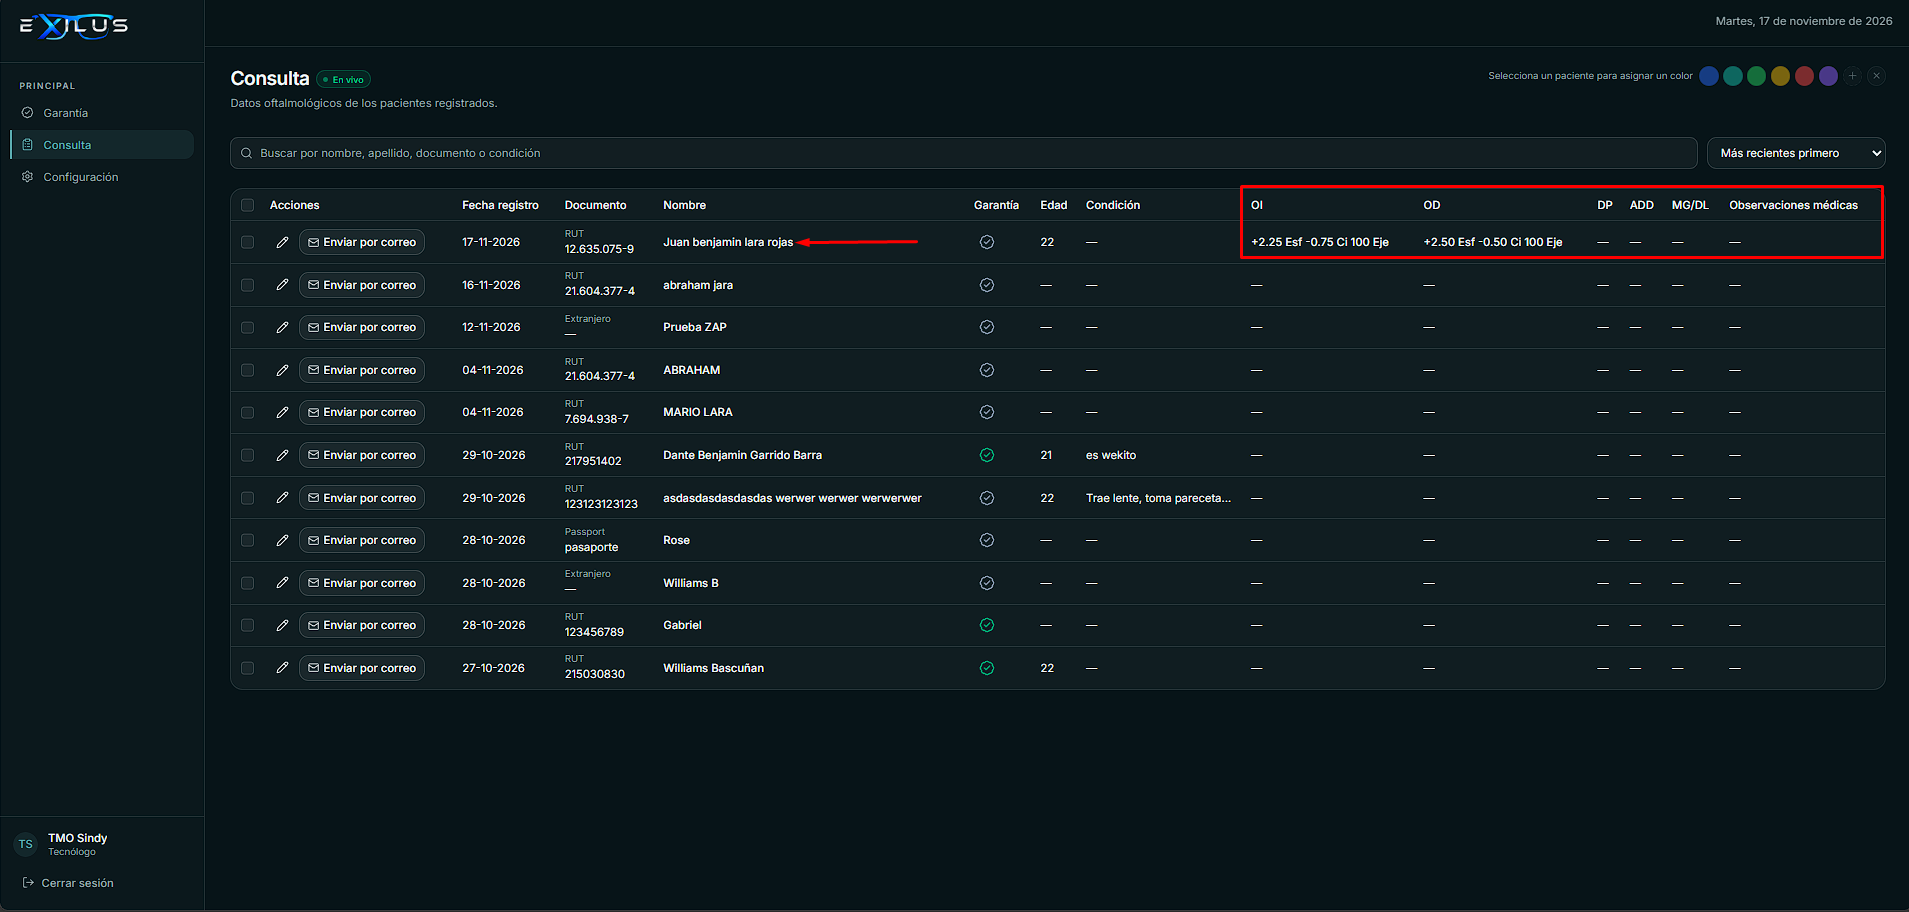 EXILUS
Martes, 17 de noviembre de 2026
PRINCIPAL
Garantía
Consulta
Configuración
Consulta
En vivo
Selecciona un paciente para asignar un color
Datos oftalmológicos de los pacientes registrados.
Buscar por nombre, apellido, documento o condición
Más recientes primero
Acciones Fecha registro Documento Nombre Garantía Edad Condición OI OD DP ADD MG/DL Observaciones médicas
Enviar por correo 17-11-2026 RUT 12.635.075-9 Juan benjamin lara rojas 22 — +2.25 Esf -0.75 Ci 100 Eje +2.50 Esf -0.50 Ci 100 Eje — — — —
Enviar por correo 16-11-2026 RUT 21.604.377-4 abraham jara — — — — — — — —
Enviar por correo 12-11-2026 Extranjero — Prueba ZAP — — — — — — — —
Enviar por correo 04-11-2026 RUT 21.604.377-4 ABRAHAM — — — — — — — —
Enviar por correo 04-11-2026 RUT 7.694.938-7 MARIO LARA — — — — — — — —
Enviar por correo 29-10-2026 RUT 217951402 Dante Benjamin Garrido Barra 21 es wekito — — — — — —
Enviar por correo 29-10-2026 RUT 123123123123 asdasdasdasdasdas werwer werwer werwerwer 22 Trae lente, toma pareceta... — — — — — —
Enviar por correo 28-10-2026 Passport pasaporte Rose — — — — — — — —
Enviar por correo 28-10-2026 Extranjero — Williams B — — — — — — — —
Enviar por correo 28-10-2026 RUT 123456789 Gabriel — — — — — — — —
Enviar por correo 27-10-2026 RUT 215030830 Williams Bascuñan 22 — — — — — — —
TS
TMO Sindy
Tecnólogo
Cerrar sesión